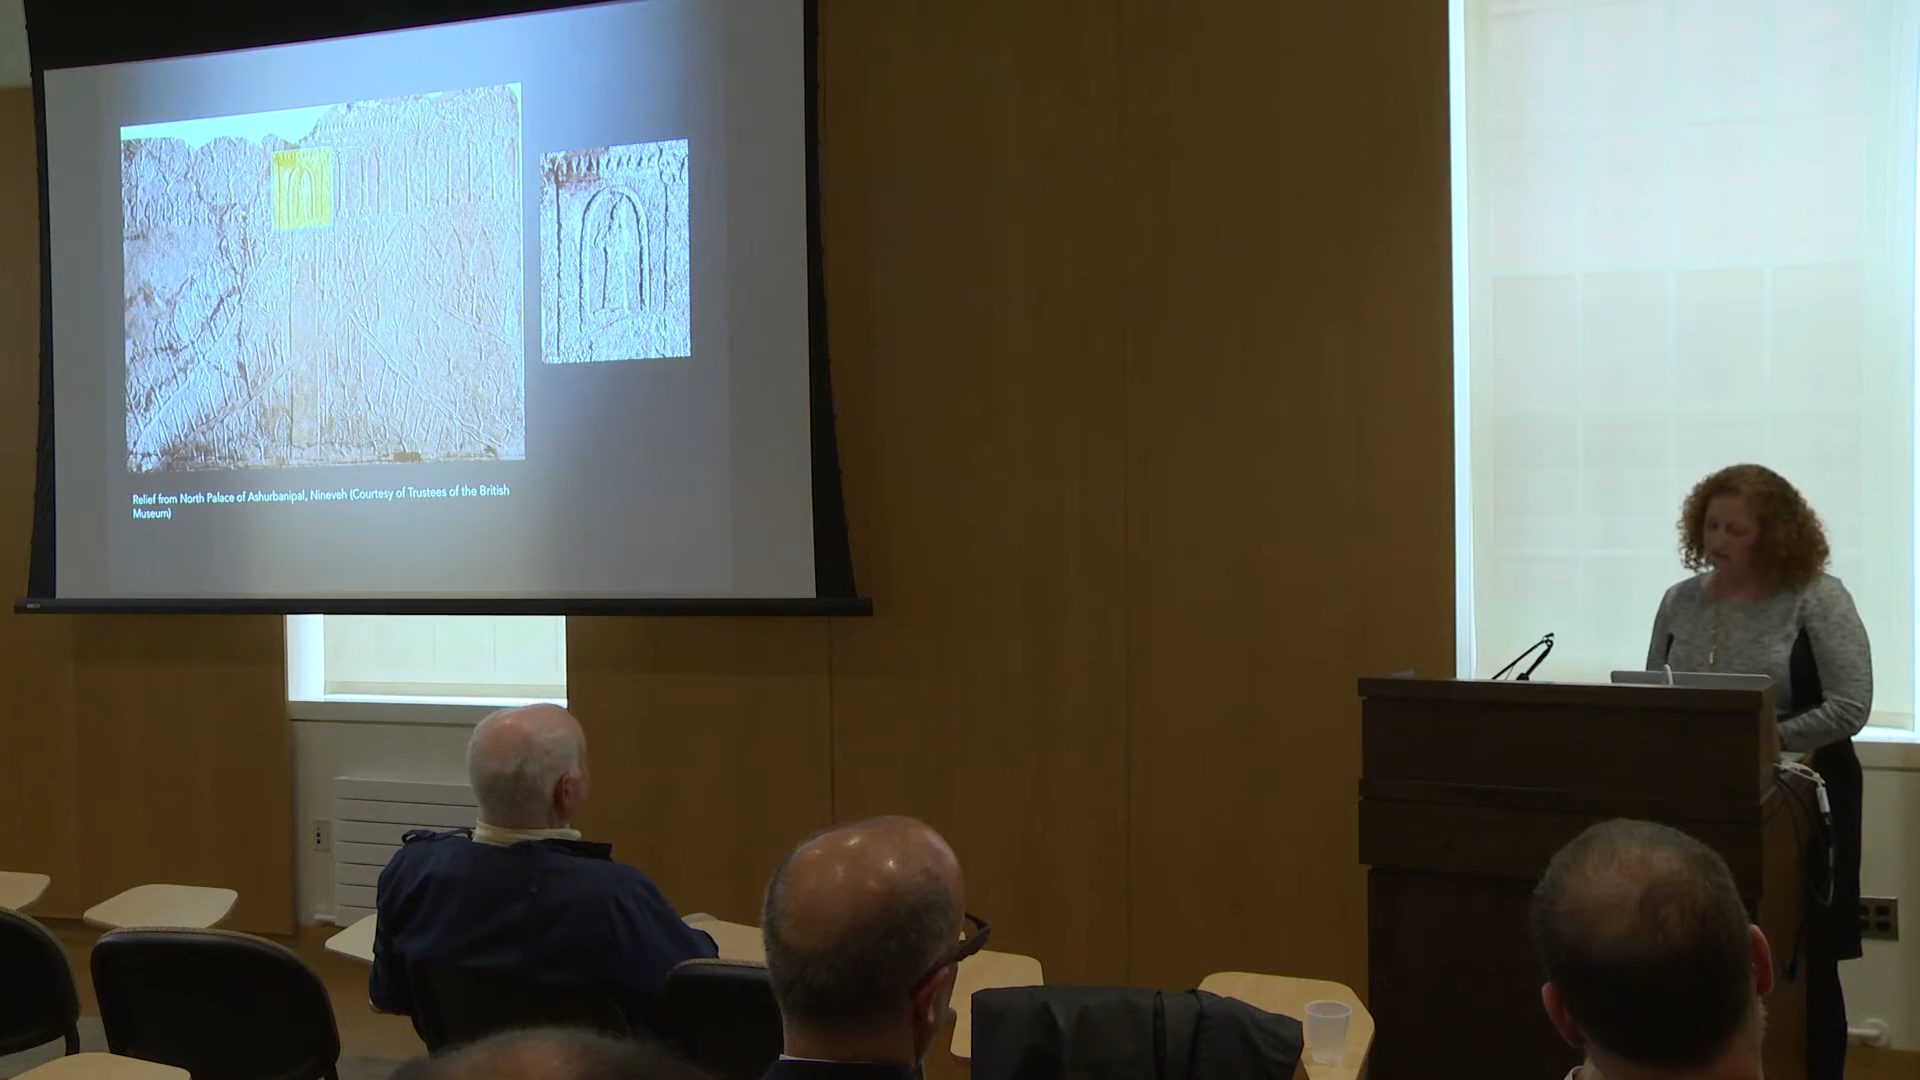 Relief from North Palace of Ashurbanipal, Nineveh (Courtesy of Trustees of the British
Museum)